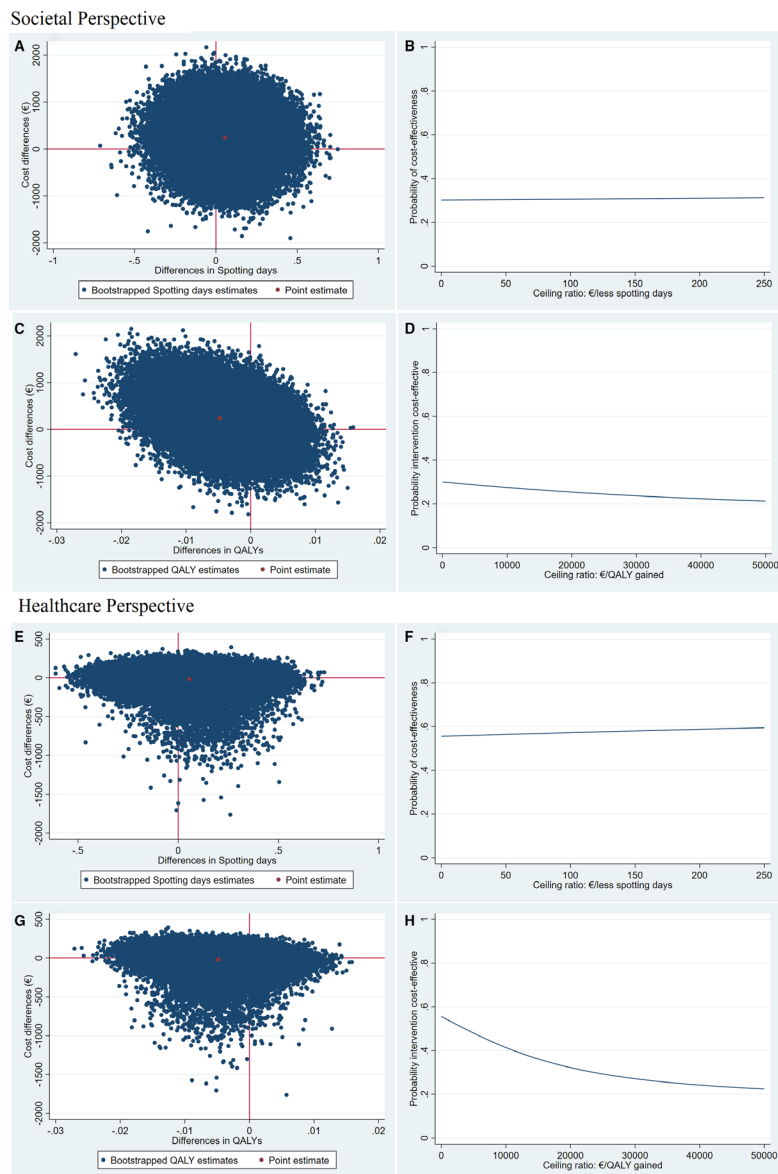 Societal Perspective
A
Cost differences (€)
2000
1000
0
-1000
-2000
-1
-.5
0
.5
1
Differences in Spotting days
Bootstrapped Spotting days estimates
Point estimate
B
Probability of cost-effectiveness
1
.8
.6
.4
.2
0
0
50
100
150
200
250
Ceiling ratio: €/less spotting days
C
Cost differences (€)
2000
1000
0
-1000
-2000
-.03
-.02
-.01
0
.01
.02
Differences in QALYs
Bootstrapped QALY estimates
Point estimate
D
Probability intervention cost-effective
1
.8
.6
.4
.2
0
0
10000
20000
30000
40000
50000
Ceiling ratio: €/QALY gained
Healthcare Perspective
E
Cost differences (€)
500
0
-500
-1000
-1500
-2000
-.5
0
.5
1
Differences in Spotting days
Bootstrapped Spotting days estimates
Point estimate
F
Probability of cost-effectiveness
1
.8
.6
.4
.2
0
0
50
100
150
200
250
Ceiling ratio: €/less spotting days
G
Cost differences (€)
500
0
-500
-1000
-1500
-2000
-.03
-.02
-.01
0
.01
.02
Differences in QALYs
Bootstrapped QALY estimates
Point estimate
H
Probability intervention cost-effective
1
.8
.6
.4
.2
0
0
10000
20000
30000
40000
50000
Ceiling ratio: €/QALY gained